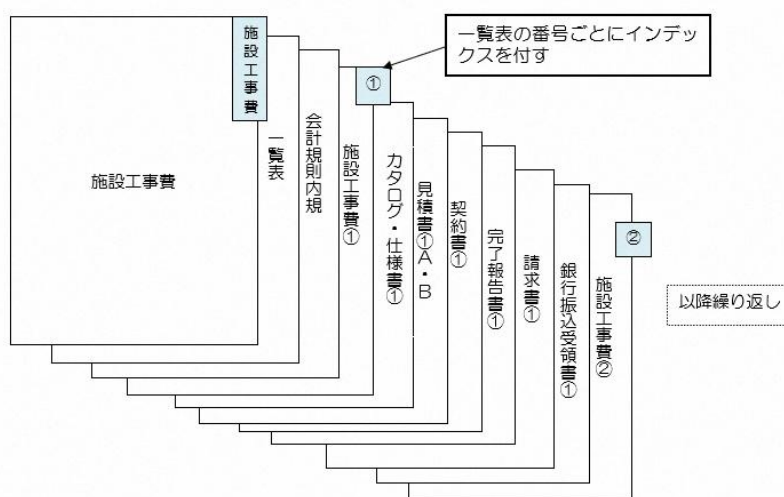 施設工事費
施設工事費
一覧表
会計規則内規
施設工事費①
①
一覧表の番号ごとにインデッ
クスを付す
カタログ・仕様書①
見積書①A・B
契約書①
完了報告書①
請求書①
銀行振込受領書①
施設工事費②
②
以降繰り返し